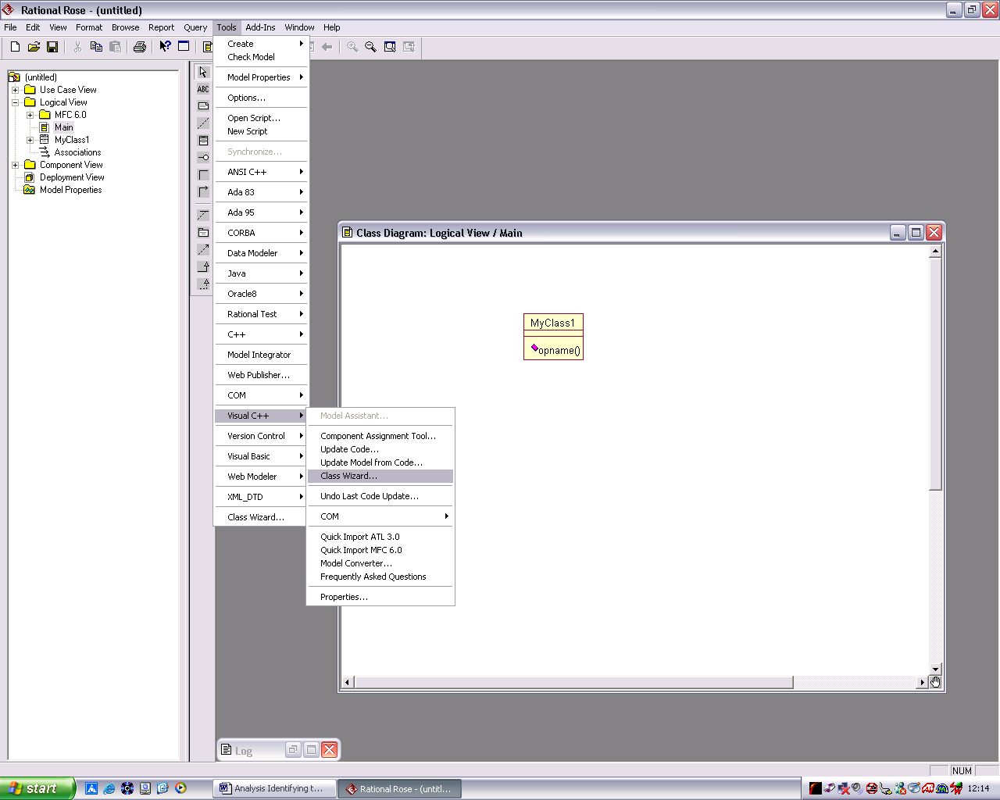 Rational Rose - (untitled)
File Edit View Format Browse Report Query Tools Add-Ins Window Help
(untitled)
Use Case View
Logical View
MFC 6.0
Main
MyClass1
Associations
Component View
Deployment View
Model Properties
ABC
Create
Check Model
Model Properties
Options...
Open Script...
New Script
Synchronize...
ANSI C++
Ada 83
Ada 95
CORBA
Data Modeler
Java
Oracle8
Rational Test
C++
Model Integrator
Web Publisher...
COM
Visual C++
Version Control
Visual Basic
Web Modeler
XML_DTD
Class Wizard...
Model Assistant...
Component Assignment Tool...
Update Code...
Update Model from Code...
Class Wizard...
Undo Last Code Update...
COM
Quick Import ATL 3.0
Quick Import MFC 6.0
Model Converter...
Frequently Asked Questions
Properties...
Class Diagram: Logical View / Main
MyClass1
opname()
Log
NUM
start
Analysis Identifying t...
Rational Rose - (untitl...
12:14